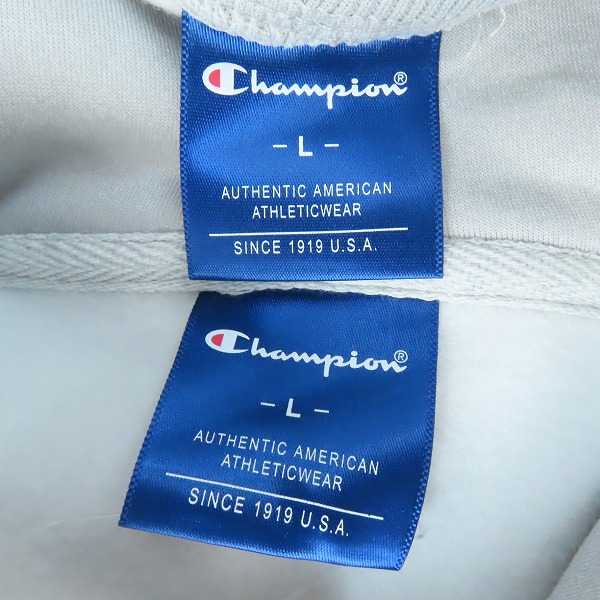 Champion®
- L -
AUTHENTIC AMERICAN
ATHLETICWEAR
SINCE 1919 U.S.A.
Champion®
- L -
AUTHENTIC AMERICAN
ATHLETICWEAR
SINCE 1919 U.S.A.